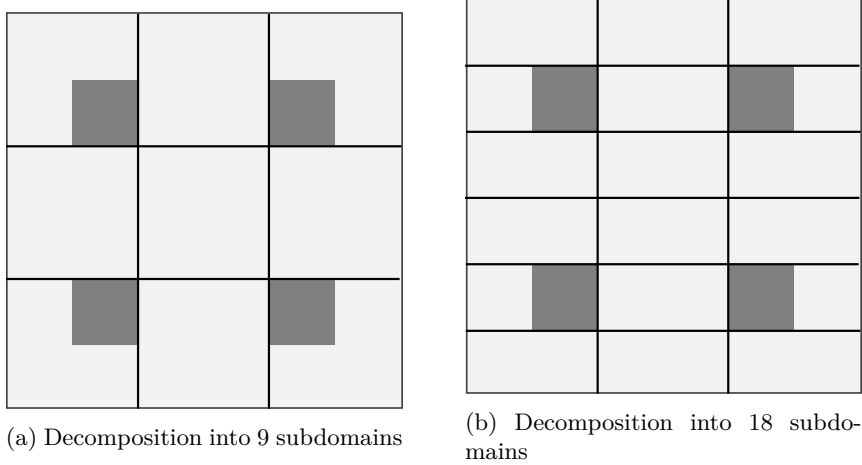 (a) Decomposition into 9 subdomains
(b) Decomposition into 18 subdo-
mains